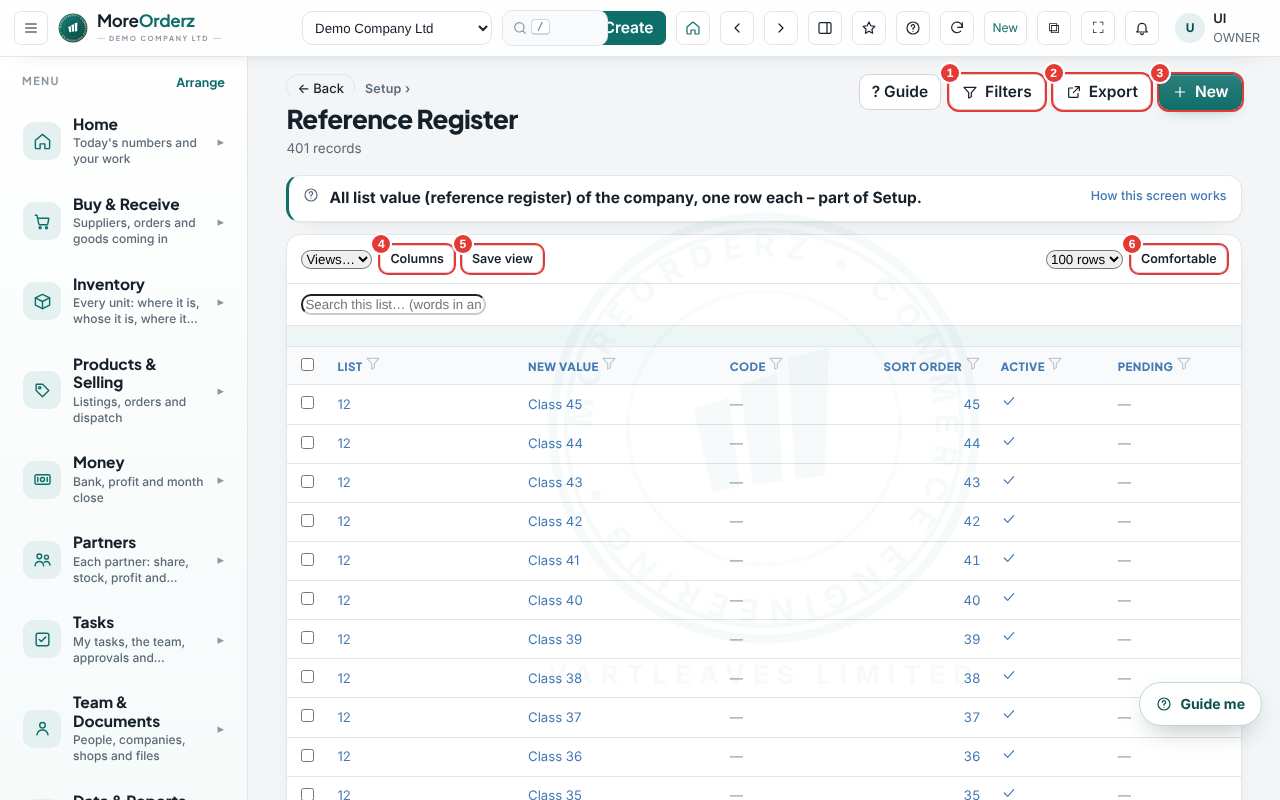 MoreOrderz
— DEMO COMPANY LTD —
Demo Company Ltd
/
Create
New
U
UI
OWNER
MENU
Arrange
Home
Today's numbers and
your work
Buy & Receive
Suppliers, orders and
goods coming in
Inventory
Every unit: where it is,
whose it is, where it...
Products &
Selling
Listings, orders and
dispatch
Money
Bank, profit and month
close
Partners
Each partner: share,
stock, profit and...
Tasks
My tasks, the team,
approvals and...
Team &
Documents
People, companies,
shops and files
← Back
Setup ›
Reference Register
401 records
? Guide
1
Filters
2
Export
3
+ New
All list value (reference register) of the company, one row each – part of Setup.
How this screen works
Views...
4
Columns
5
Save view
100 rows
6
Comfortable
Search this list... (words in an
LIST NEW VALUE CODE SORT ORDER ACTIVE PENDING
12 Class 45 — 45 ✓ —
12 Class 44 — 44 ✓ —
12 Class 43 — 43 ✓ —
12 Class 42 — 42 ✓ —
12 Class 41 — 41 ✓ —
12 Class 40 — 40 ✓ —
12 Class 39 — 39 ✓ —
12 Class 38 — 38 ✓ —
12 Class 37 — 37 ✓ —
12 Class 36 — 36 ✓ —
12 Class 35 — 35 ✓ —
MOREORDERZ • COMMERCE ENGINEERING •
VARTLEAVES LIMITED
Guide me